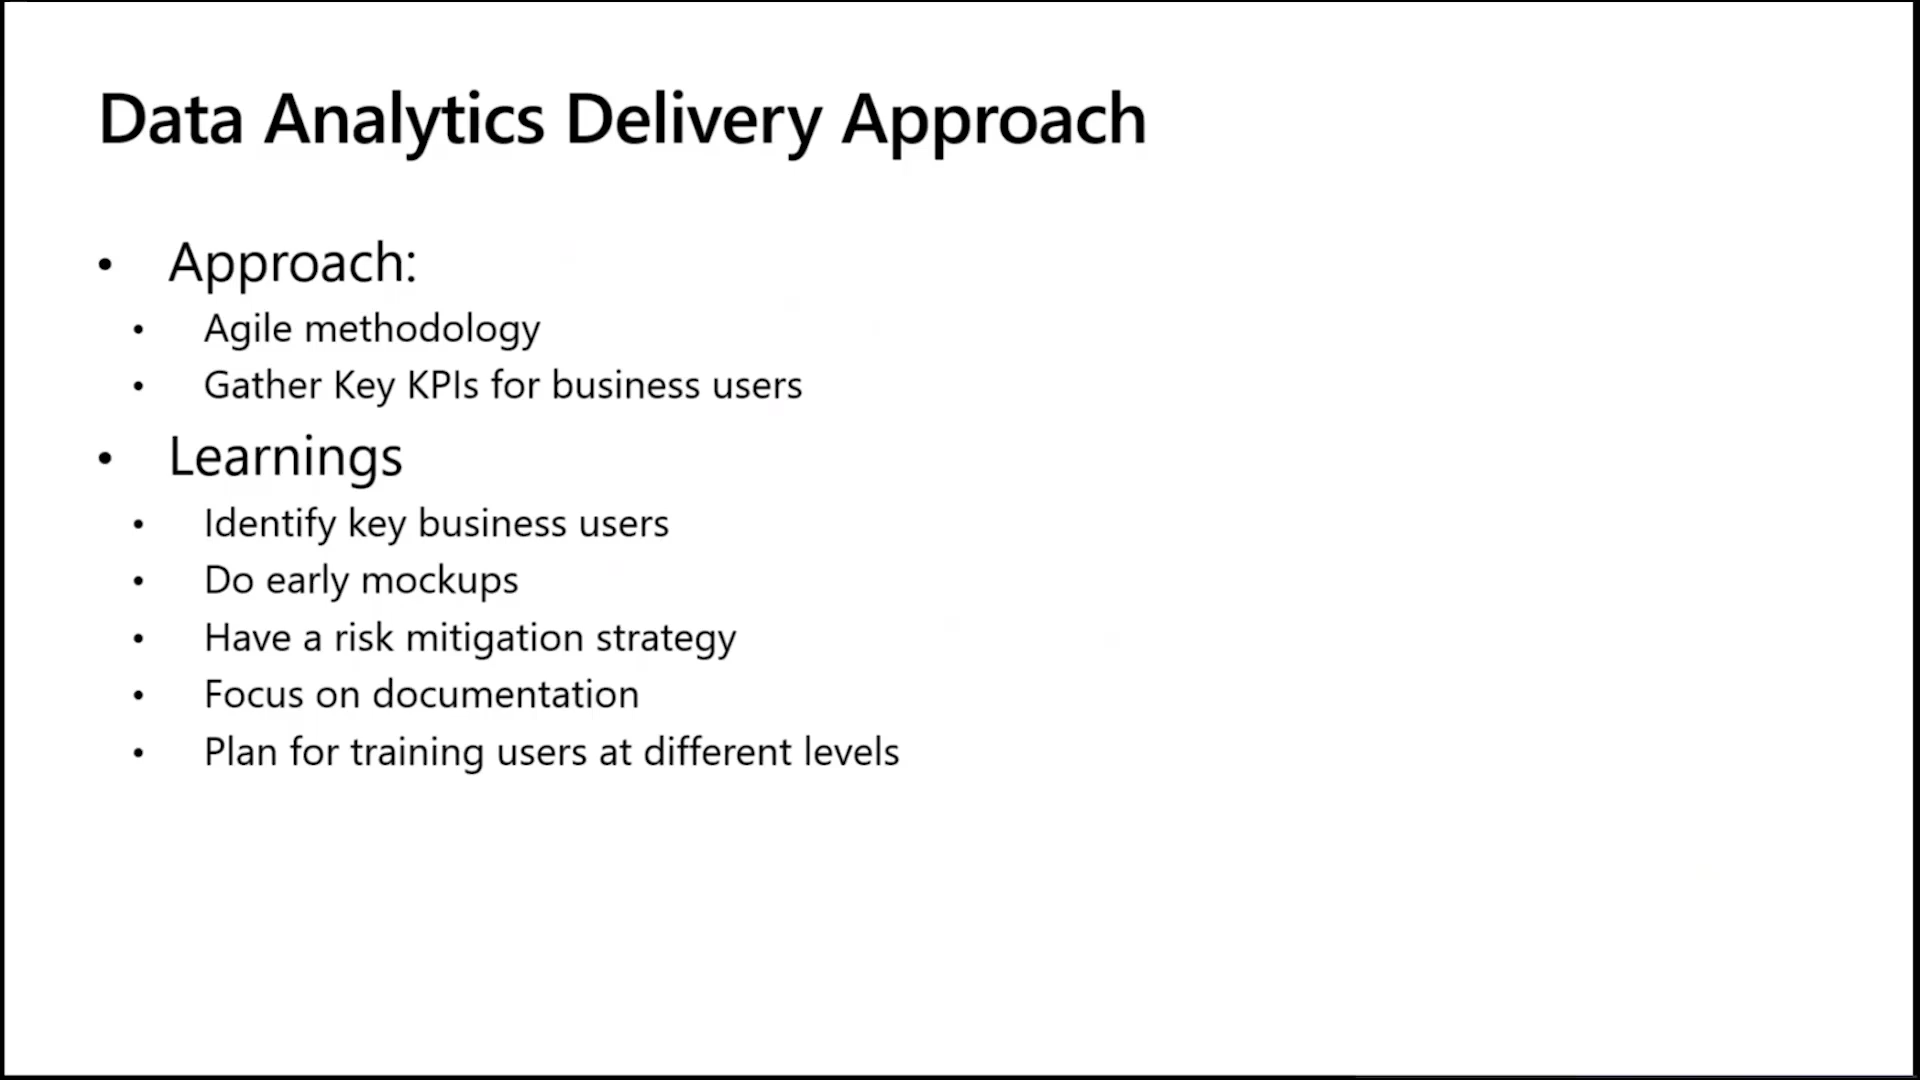 Data Analytics Delivery Approach
• Approach:
• Agile methodology
• Gather Key KPIs for business users
• Learnings
• Identify key business users
• Do early mockups
• Have a risk mitigation strategy
• Focus on documentation
• Plan for training users at different levels